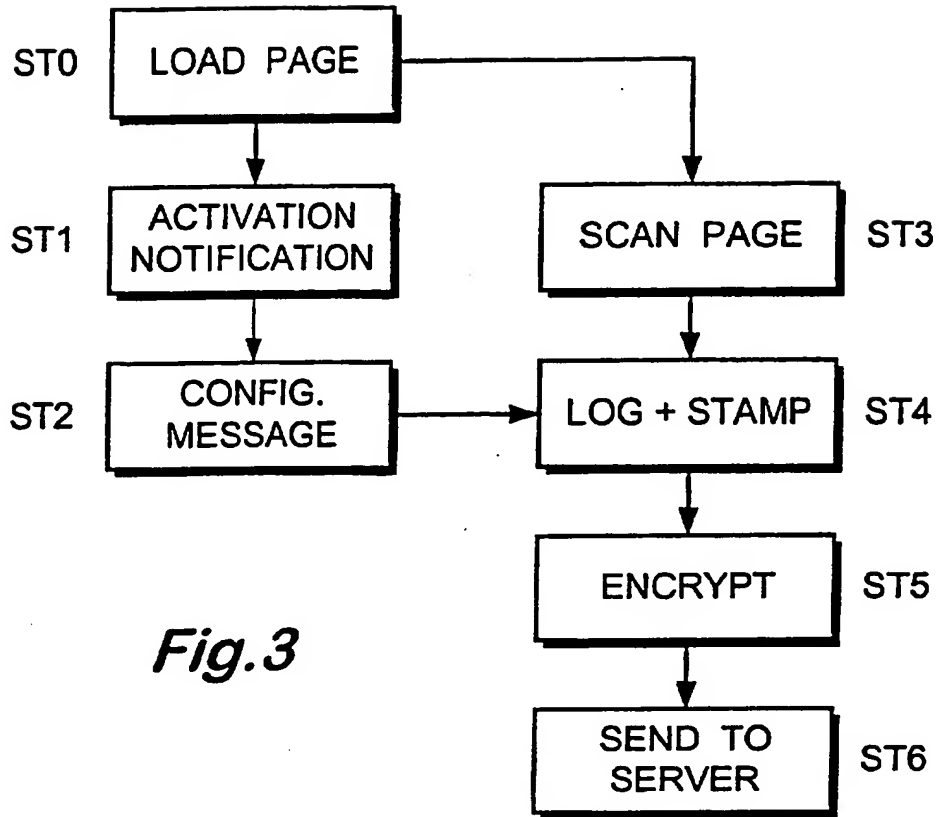 ST0
LOAD PAGE
ST1
ACTIVATION
NOTIFICATION
SCAN PAGE
ST3
ST2
CONFIG.
MESSAGE
LOG + STAMP
ST4
ENCRYPT
ST5
Fig.3
SEND TO
SERVER
ST6